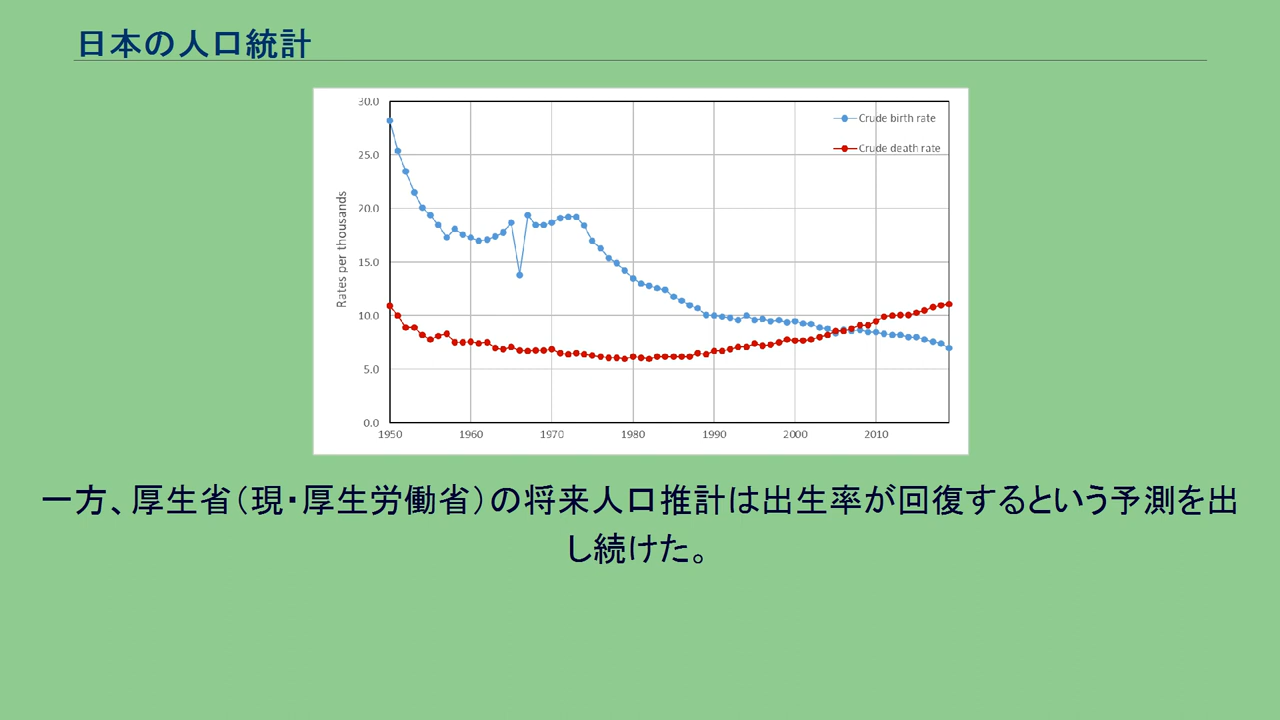 日本の人口統計
30.0
Crude birth rate
Crude death rate
25.0
20.0
Rates per thousands
15.0
10.0
5.0
0.0
1950 1960 1970 1980 1990 2000 2010
一方、厚生省（現・厚生労働省）の将来人口推計は出生率が回復するという予測を出
し続けた。